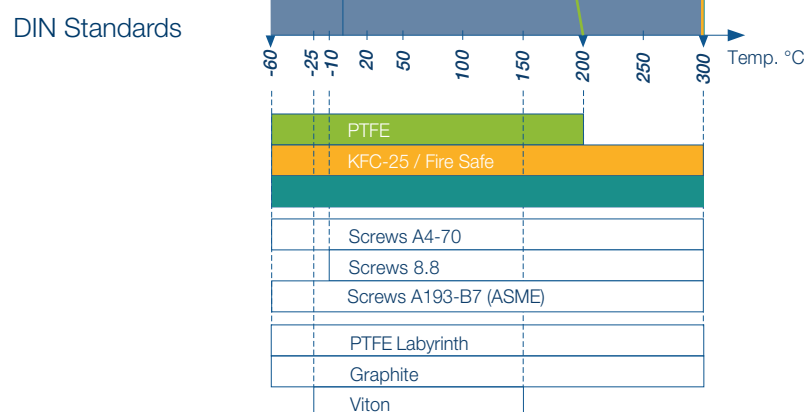 DIN Standards
-60 -25 -10 20 50 100 150 200 250 300 Temp. °C
PTFE
KFC-25 / Fire Safe
Screws A4-70
Screws 8.8
Screws A193-B7 (ASME)
PTFE Labyrinth
Graphite
Viton